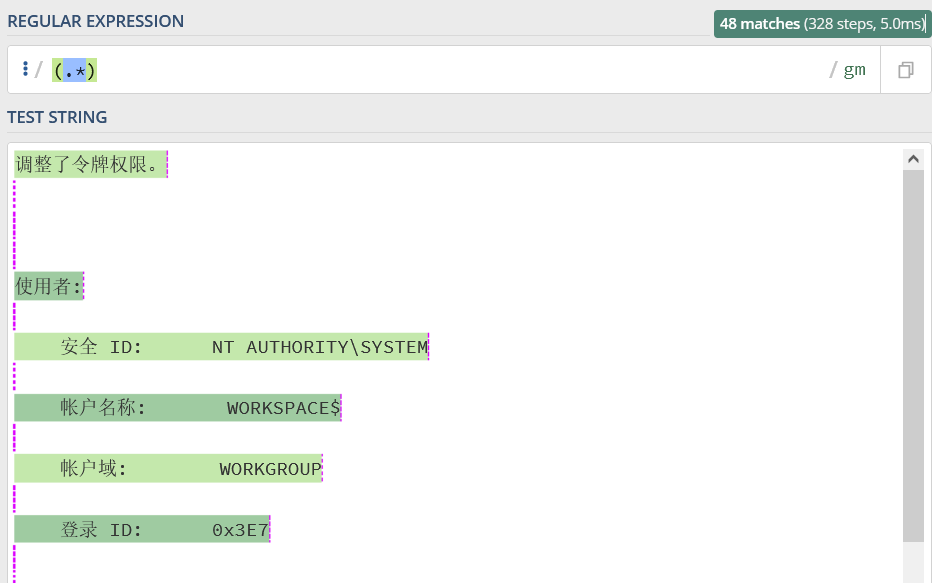 REGULAR EXPRESSION
48 matches (328 steps, 5.0ms)
/ (.*) / gm
TEST STRING
调整了令牌权限。
使用者:
安全 ID: NT AUTHORITY\SYSTEM
帐户名称: WORKSPACE$
帐户域: WORKGROUP
登录 ID: 0x3E7